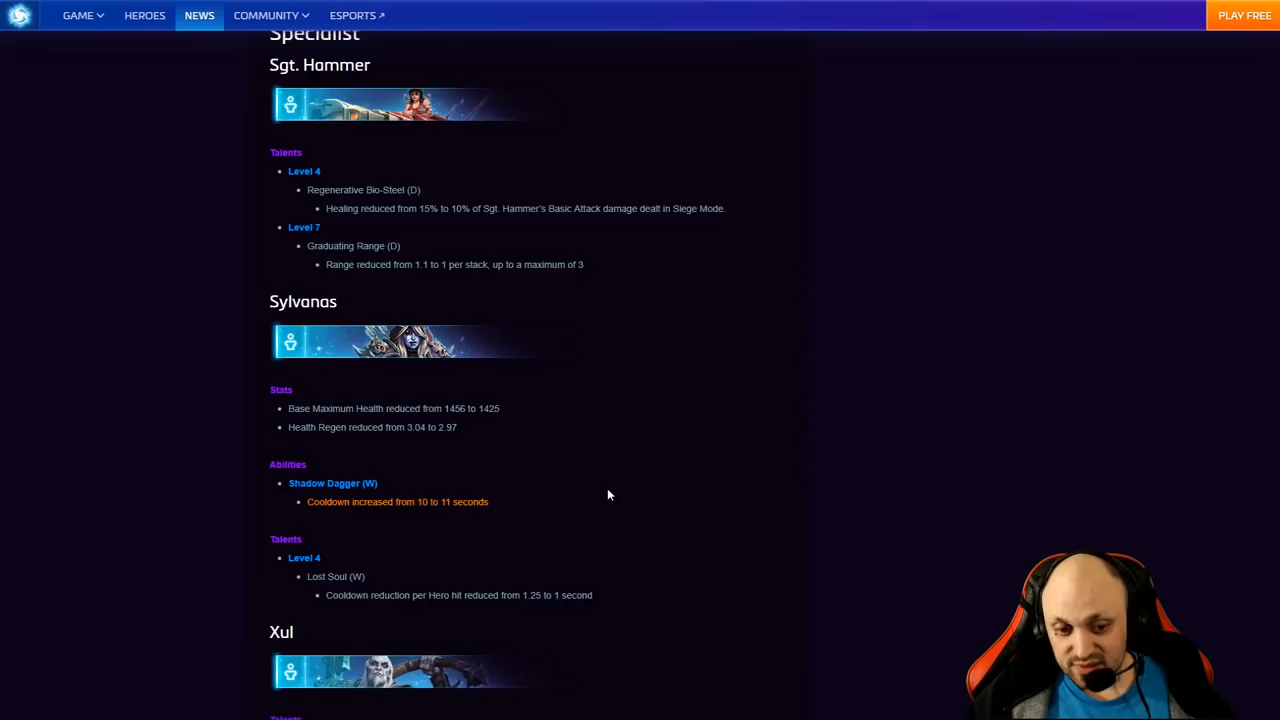 GAME
HEROES
NEWS
COMMUNITY
ESPORTS
PLAY FREE
Specialist
Sgt. Hammer
Talents
Level 4
Regenerative Bio-Steel (D)
Healing reduced from 15% to 10% of Sgt. Hammer's Basic Attack damage dealt in Siege Mode.
Level 7
Graduating Range (D)
Range reduced from 1.1 to 1 per stack, up to a maximum of 3
Sylvanas
Stats
Base Maximum Health reduced from 1456 to 1425
Health Regen reduced from 3.04 to 2.97
Abilities
Shadow Dagger (W)
Cooldown increased from 10 to 11 seconds
Talents
Level 4
Lost Soul (W)
Cooldown reduction per Hero hit reduced from 1.25 to 1 second
Xul
Talents